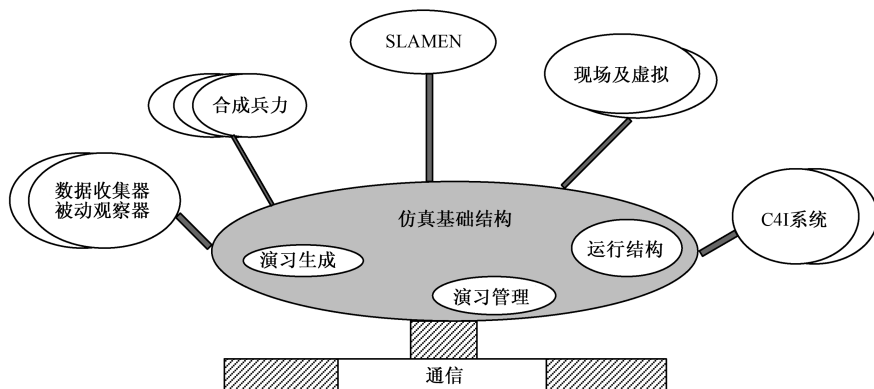 SLAMEN
现场及虚拟
合成兵力
数据收集器
被动观察器
C4I系统
仿真基础结构
运行结构
演习生成
演习管理
通信